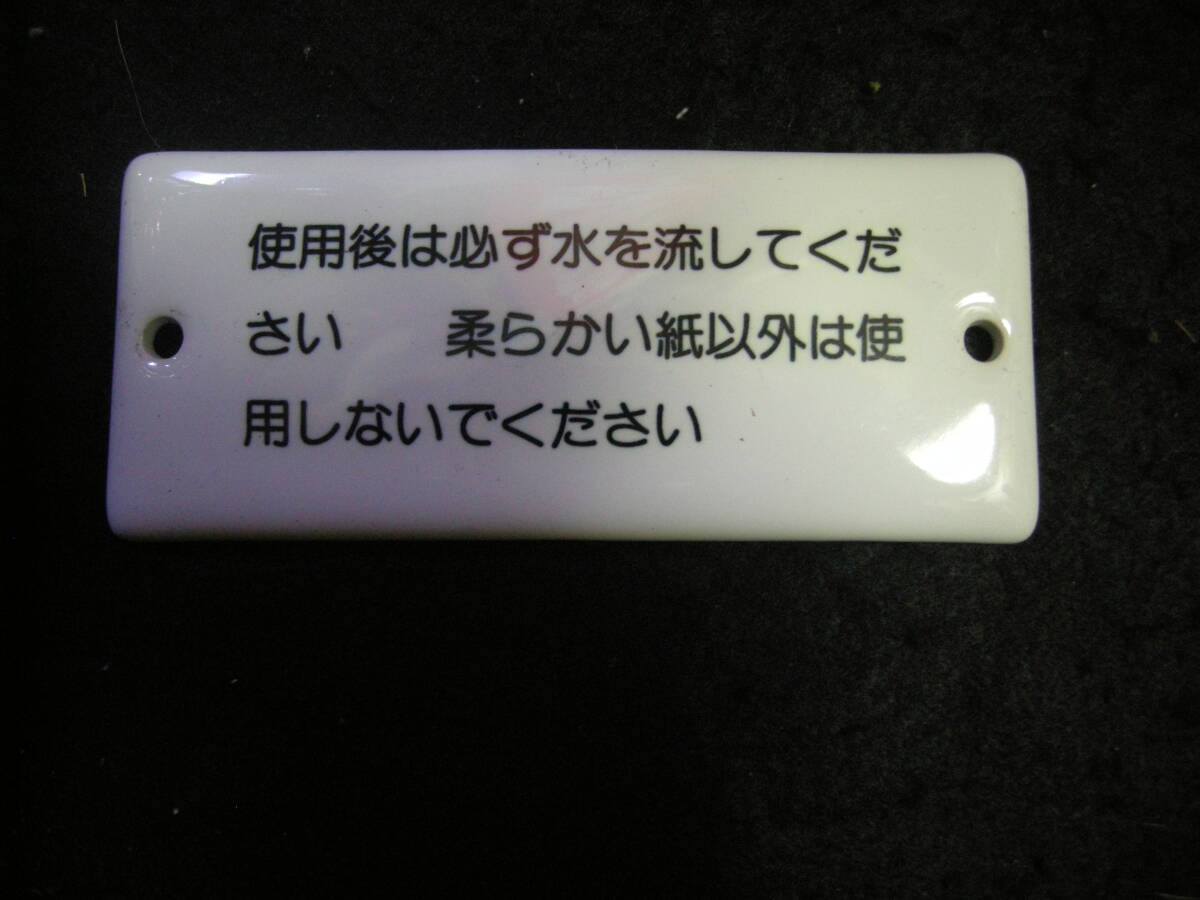 使用後は必ず水を流してくだ
さい　　柔らかい紙以外は使
用しないでください